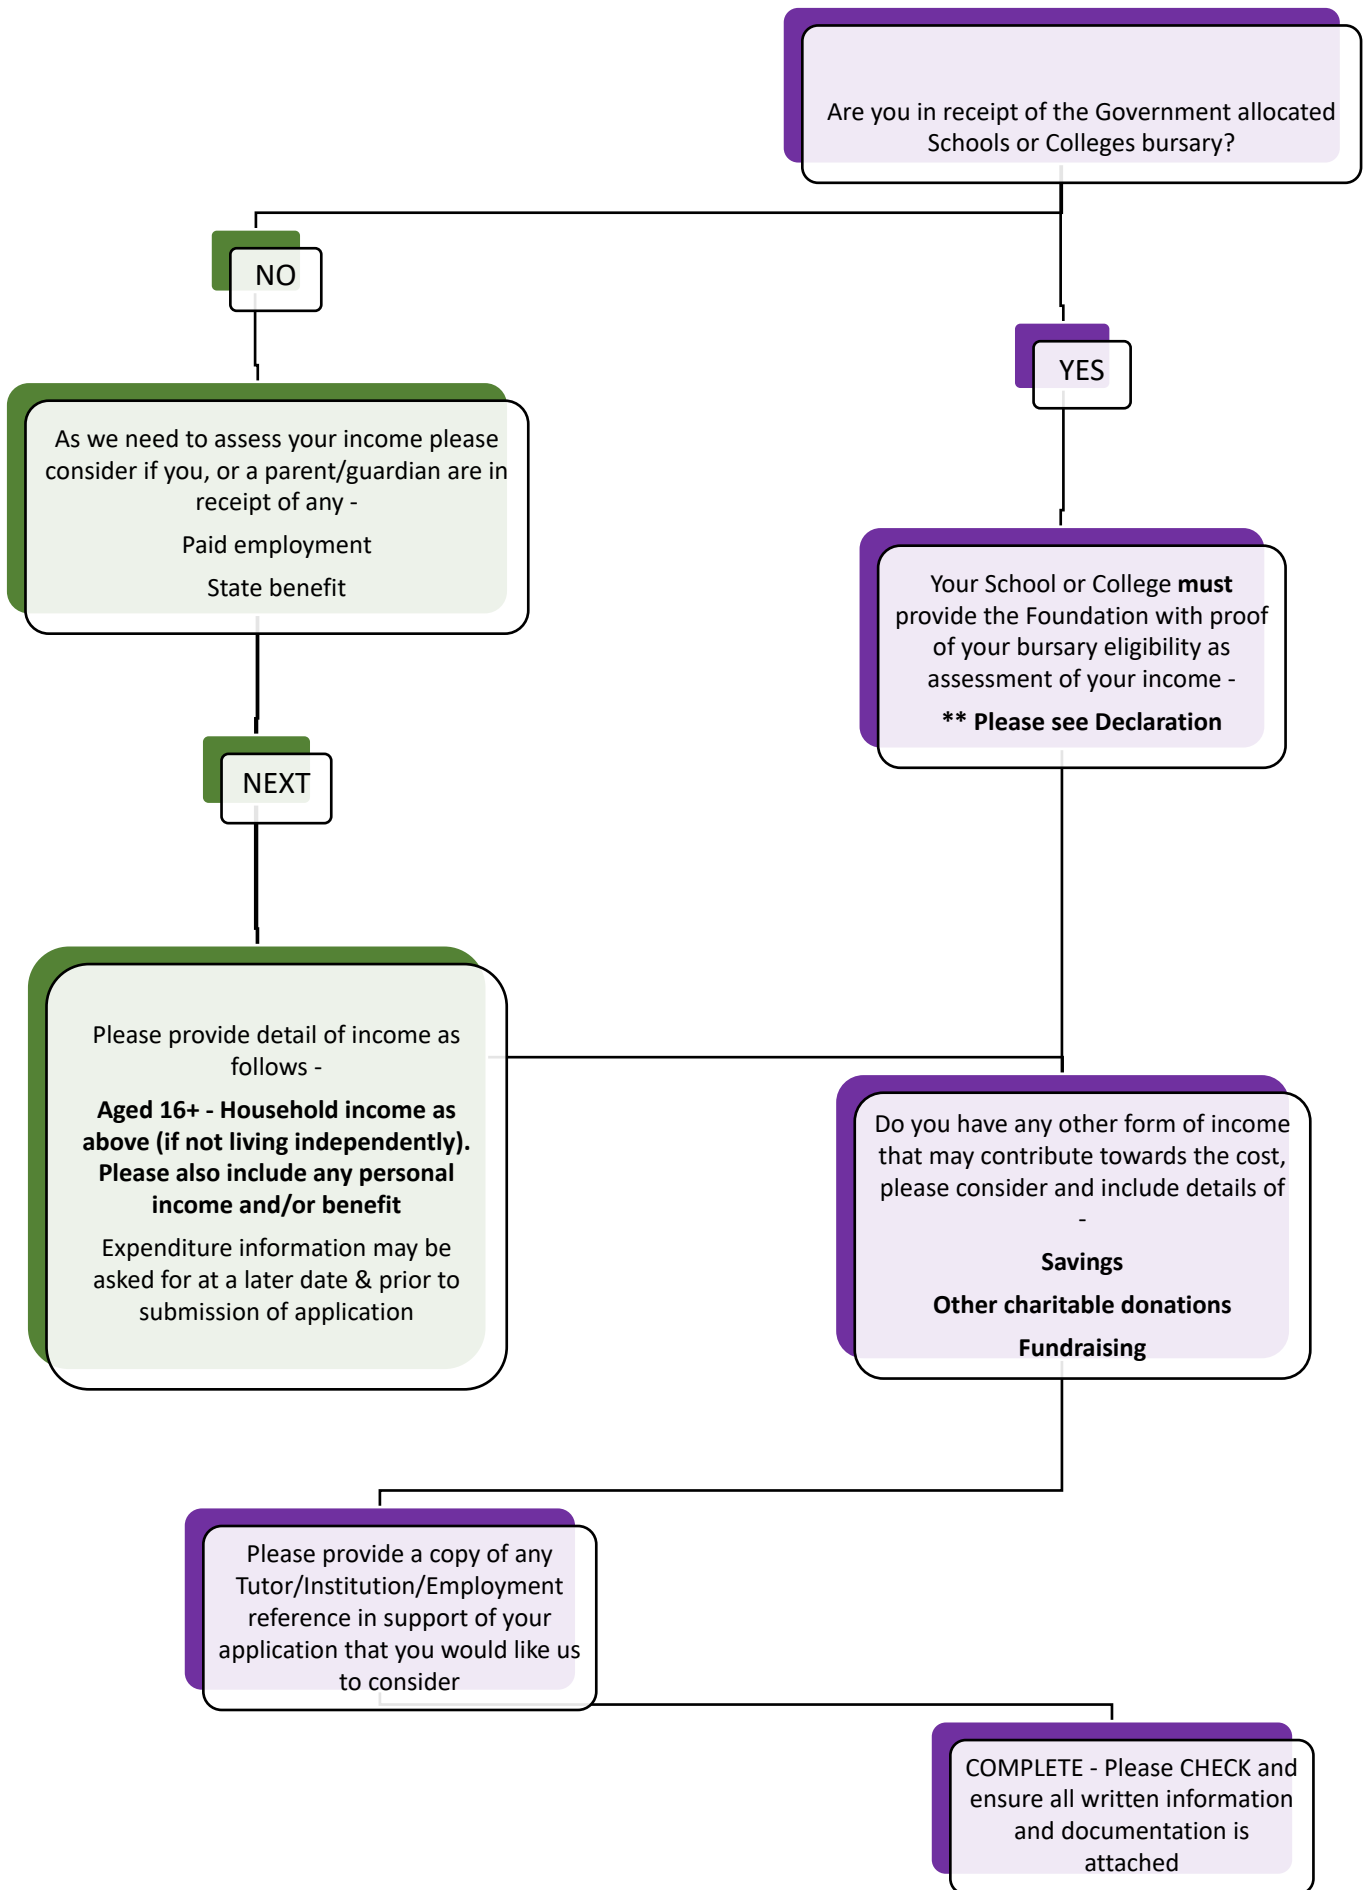 Are you in receipt of the Government allocated
Schools or Colleges bursary?
NO
YES
As we need to assess your income please
consider if you, or a parent/guardian are in
receipt of any -
Paid employment
State benefit
Your School or College must
provide the Foundation with proof
of your bursary eligibility as
assessment of your income -
** Please see Declaration
NEXT
Please provide detail of income as
follows -
Aged 16+ - Household income as
above (if not living independently).
Please also include any personal
income and/or benefit
Expenditure information may be
asked for at a later date & prior to
submission of application
Do you have any other form of income
that may contribute towards the cost,
please consider and include details of
-
Savings
Other charitable donations
Fundraising
Please provide a copy of any
Tutor/Institution/Employment
reference in support of your
application that you would like us
to consider
COMPLETE - Please CHECK and
ensure all written information
and documentation is
attached